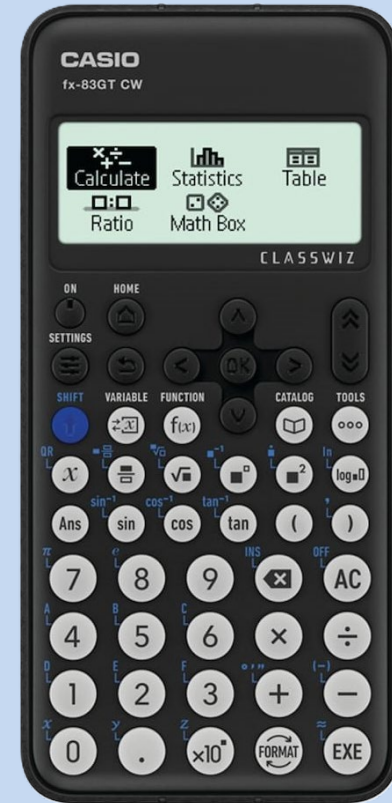 CASIO
fx-83GT CW
Calculate Statistics Table
Ratio Math Box
CLASSWIZ
ON HOME
SETTINGS
OK
SHIFT VARIABLE FUNCTION CATALOG TOOLS
x f(x)
QR ln
x √ log
sin⁻¹ cos⁻¹ tan⁻¹ ,
Ans sin cos tan ( )
π e INS OFF
7 8 9 AC
A B C
4 5 6 × ÷
D E F ° ′ ″ (−)
1 2 3 + −
x y z ≈
0 . ×10 FORMAT EXE